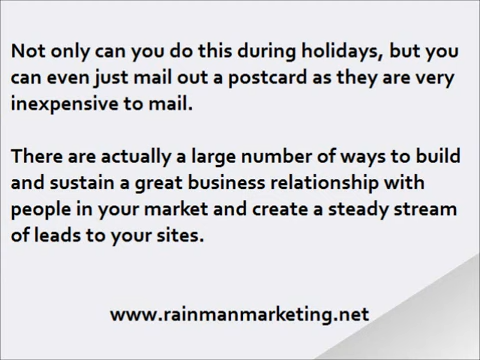 Not only can you do this during holidays, but you
can even just mail out a postcard as they are very
inexpensive to mail.
There are actually a large number of ways to build
and sustain a great business relationship with
people in your market and create a steady stream
of leads to your sites.
www.rainmanmarketing.net